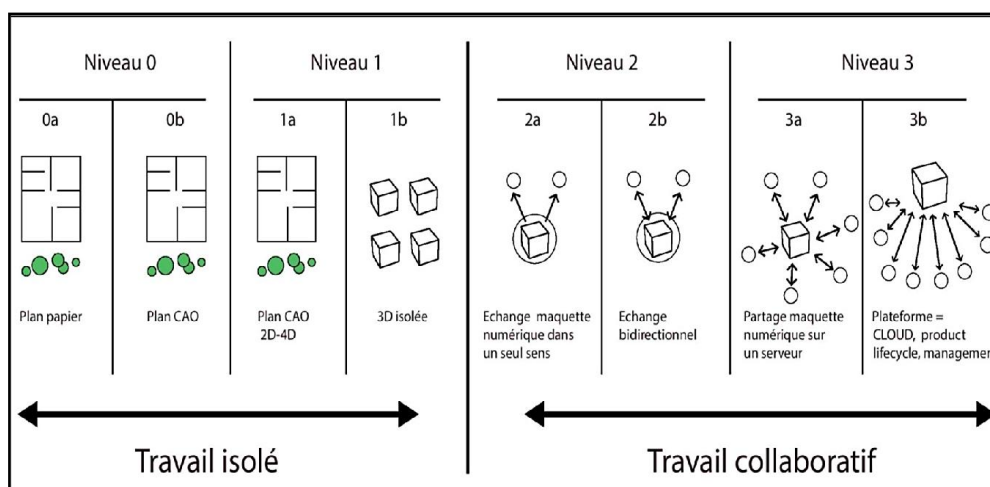 Niveau 0
Niveau 1
Niveau 2
Niveau 3
0a
0b
1a
1b
2a
2b
3a
3b
Plan papier
Plan CAO
Plan CAO
2D-4D
3D isolée
Echange maquette
numérique dans
un seul sens
Echange
bidirectionnel
Partage maquette
numérique sur
un serveur
Plateforme =
CLOUD, product
lifecycle, managemen
Travail isolé
Travail collaboratif